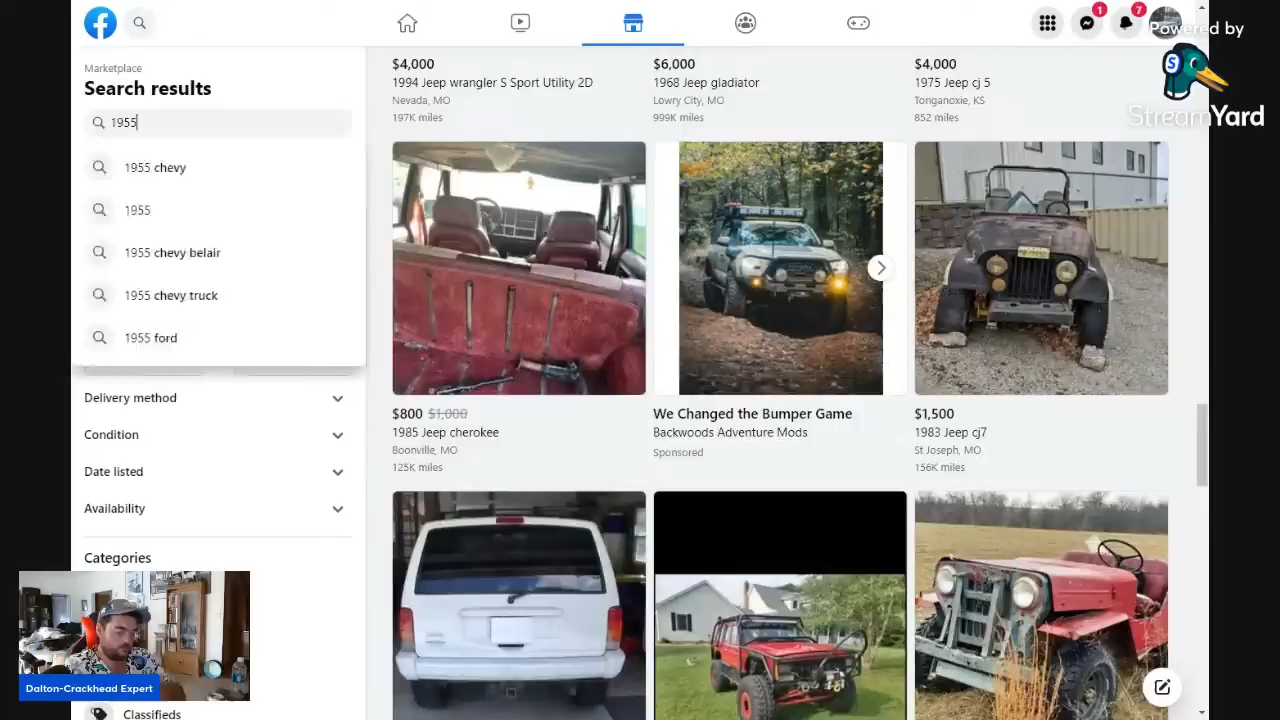 Powered by
StreamYard
1
7
Marketplace
Search results
1955
1955 chevy
1955
1955 chevy belair
1955 chevy truck
1955 ford
Delivery method
Condition
Date listed
Availability
Categories
Classifieds
Dalton-Crackhead Expert
$4,000
1994 Jeep wrangler S Sport Utility 2D
Nevada, MO
197K miles
$6,000
1968 Jeep gladiator
Lowry City, MO
999K miles
$4,000
1975 Jeep cj 5
Tonganoxie, KS
852 miles
$800 $1,000
1985 Jeep cherokee
Boonville, MO
125K miles
We Changed the Bumper Game
Backwoods Adventure Mods
Sponsored
$1,500
1983 Jeep cj7
St Joseph, MO
156K miles